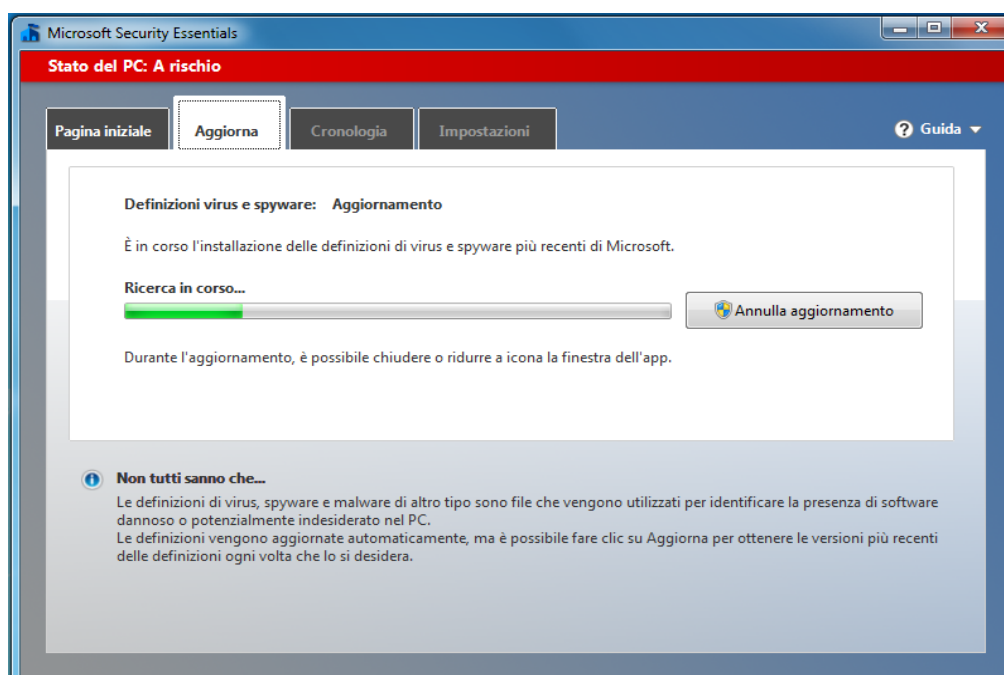 Microsoft Security Essentials
Stato del PC: A rischio
Pagina iniziale
Aggiorna
Cronologia
Impostazioni
? Guida
Definizioni virus e spyware: Aggiornamento
È in corso l'installazione delle definizioni di virus e spyware più recenti di Microsoft.
Ricerca in corso...
Annulla aggiornamento
Durante l'aggiornamento, è possibile chiudere o ridurre a icona la finestra dell'app.
Non tutti sanno che...
Le definizioni di virus, spyware e malware di altro tipo sono file che vengono utilizzati per identificare la presenza di software
dannoso o potenzialmente indesiderato nel PC.
Le definizioni vengono aggiornate automaticamente, ma è possibile fare clic su Aggiorna per ottenere le versioni più recenti
delle definizioni ogni volta che lo si desidera.